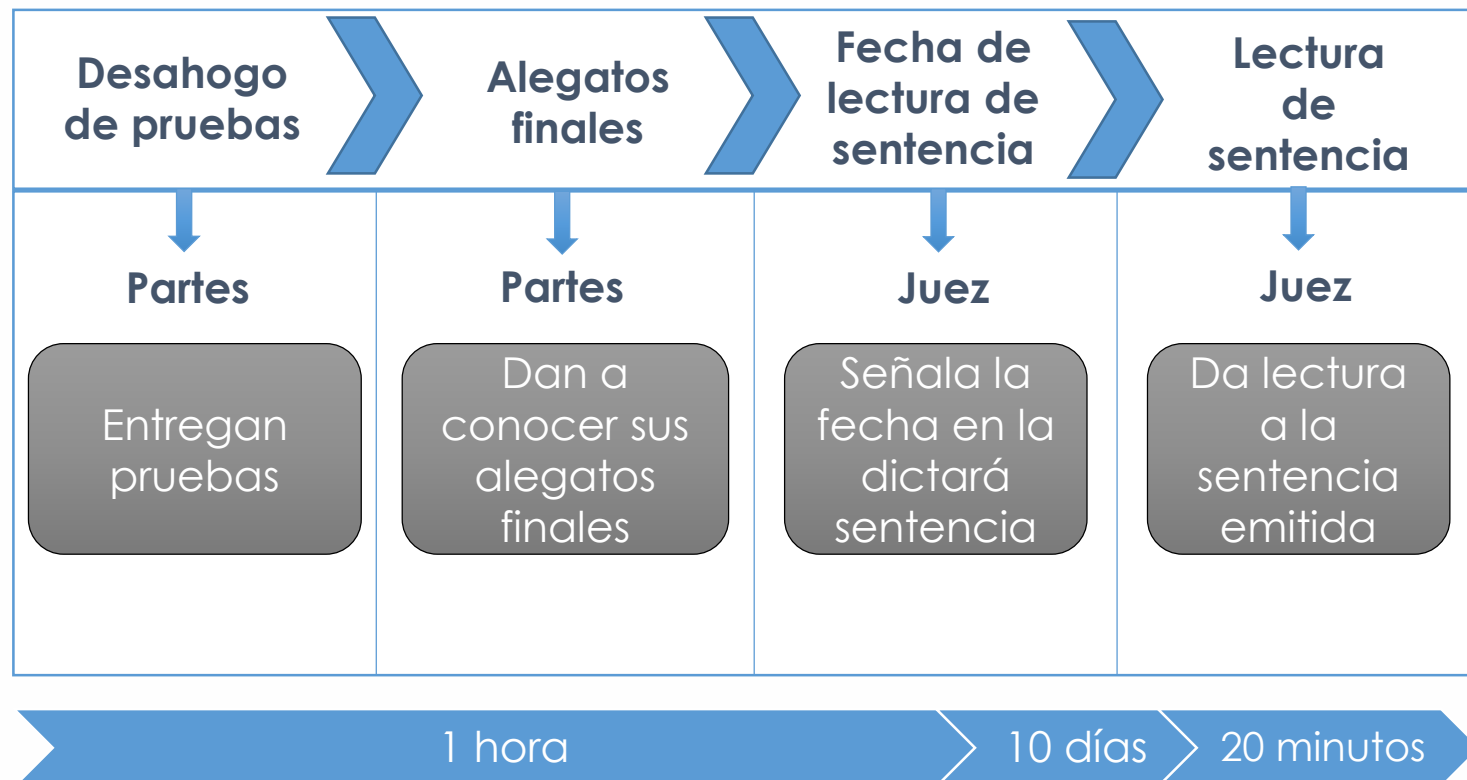 Desahogo
de pruebas
Alegatos
finales
Fecha de
lectura de
sentencia
Lectura
de
sentencia
Partes
Partes
Juez
Juez
Entregan
pruebas
Dan a
conocer sus
alegatos
finales
Señala la
fecha en la
dictará
sentencia
Da lectura
a la
sentencia
emitida
1 hora
10 días
20 minutos